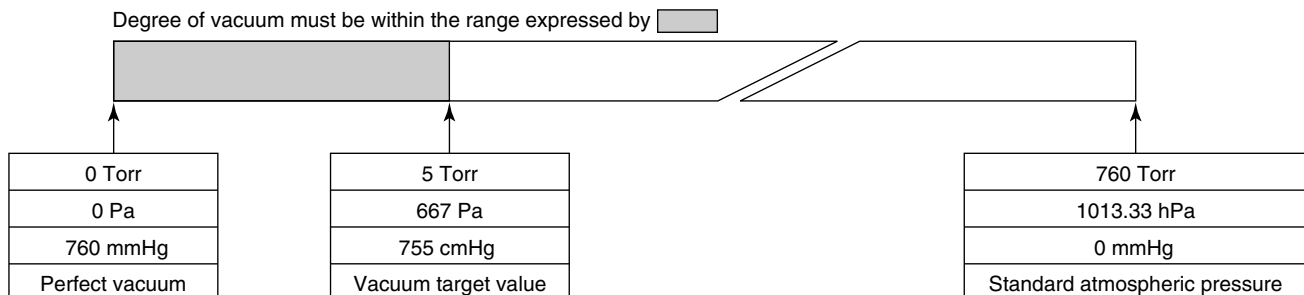 Degree of vacuum must be within the range expressed by
0 Torr
0 Pa
760 mmHg
Perfect vacuum
5 Torr
667 Pa
755 cmHg
Vacuum target value
760 Torr
1013.33 hPa
0 mmHg
Standard atmospheric pressure